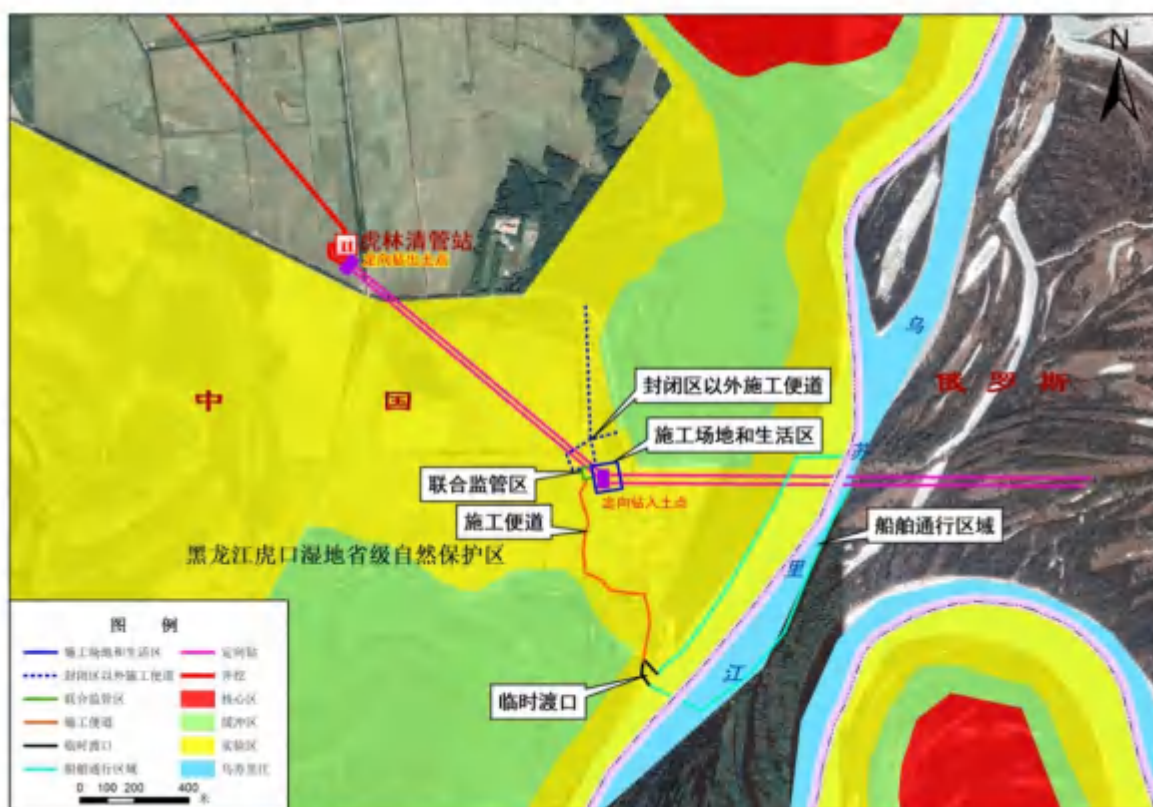 N
虎林清管站
定向钻出土点
乌
俄罗斯
封闭区以外施工便道
中 国
施工场地和生活区
联合监管区
苏
定向钻入土点
施工便道
船舶通行区域
黑龙江虎口湿地省级自然保护区
里
江
临时渡口
图 例
施工场地和生活区 定向钻
封闭区以外施工便道 开挖
联合监管区 核心区
施工便道 缓冲区
临时渡口 实验区
船舶通行区域 乌苏里江
0 100 200 400
米